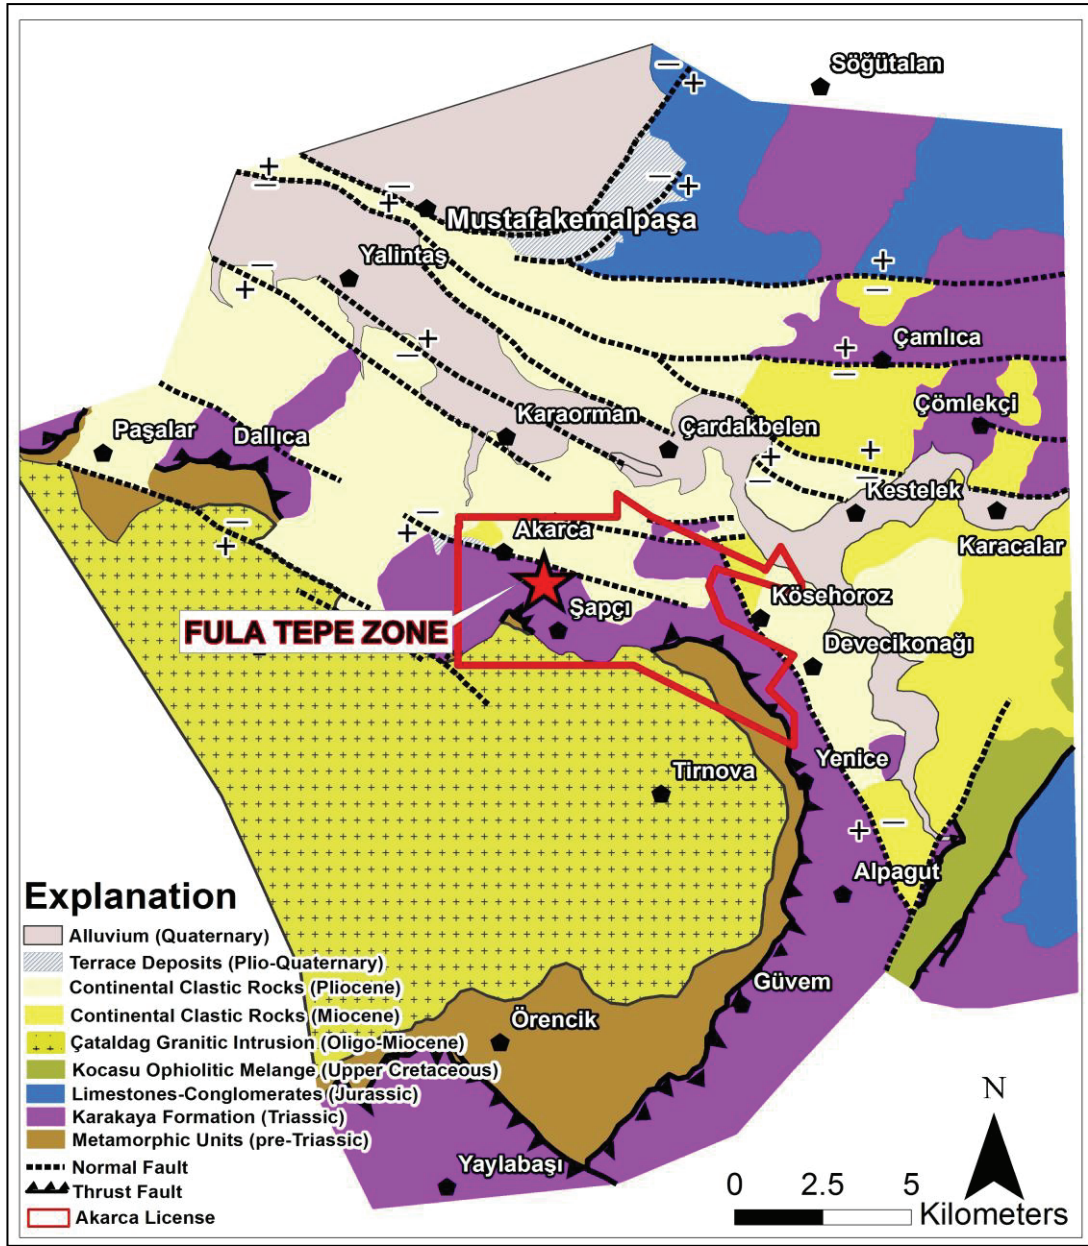 Söğütalan
Mustafakemalpaşa
Yalintaş
Çamlıca
Karaorman
Çardakbelen
Çömlekçi
Paşalar
Dallıca
Kestelek
Karacalar
Akarca
Kösehoroz
Şapçı
FULA TEPE ZONE
Devecikonağı
Yenice
Tirnova
Alpagut
Güvem
Örencik
Yaylabaşı
Explanation
Alluvium (Quaternary)
Terrace Deposits (Plio-Quaternary)
Continental Clastic Rocks (Pliocene)
Continental Clastic Rocks (Miocene)
Çataldag Granitic Intrusion (Oligo-Miocene)
Kocasu Ophiolitic Melange (Upper Cretaceous)
Limestones-Conglomerates (Jurassic)
Karakaya Formation (Triassic)
Metamorphic Units (pre-Triassic)
Normal Fault
Thrust Fault
Akarca License
N
0 2.5 5
Kilometers